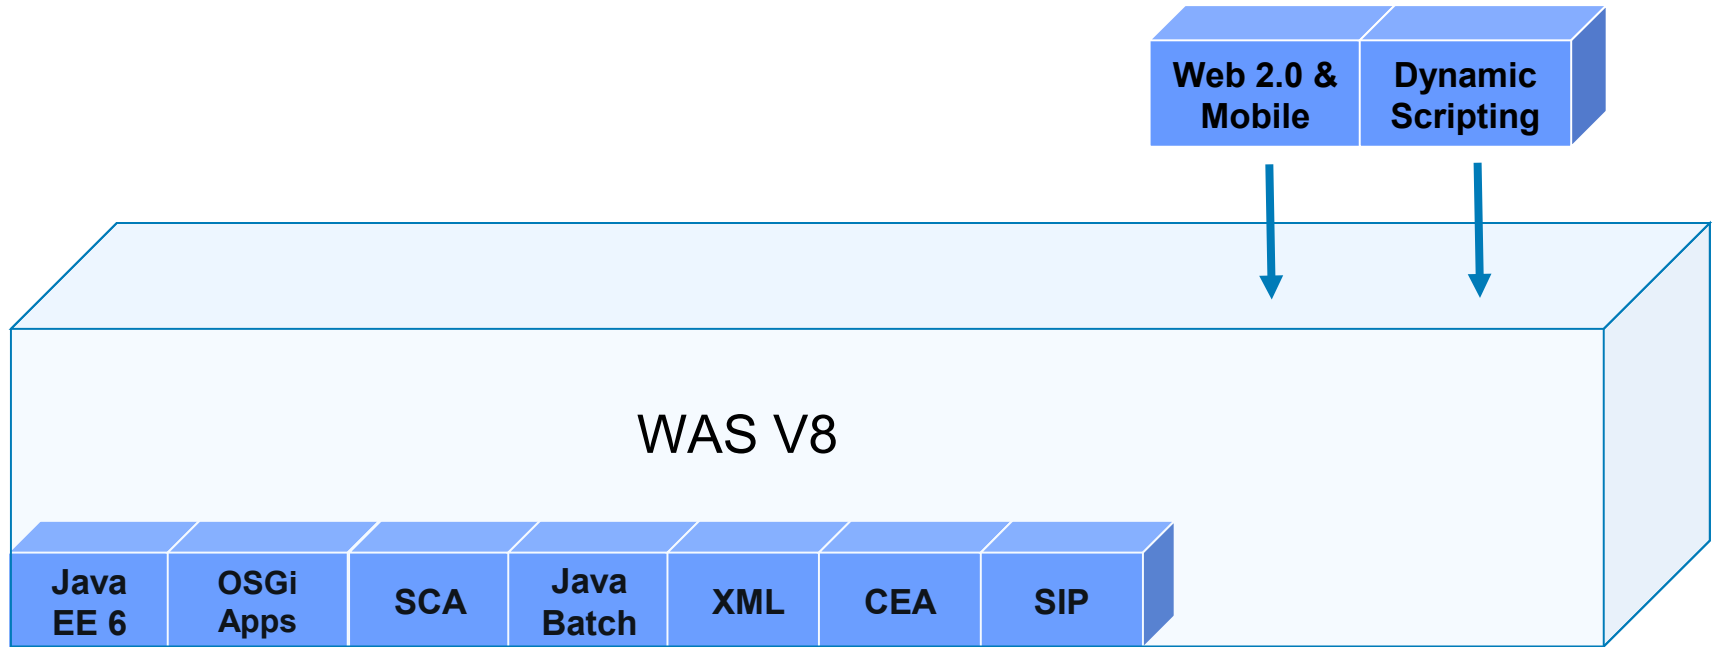 Web 2.0 &
Mobile
Dynamic
Scripting
WAS V8
Java
EE 6
OSGi
Apps
SCA
Java
Batch
XML
CEA
SIP